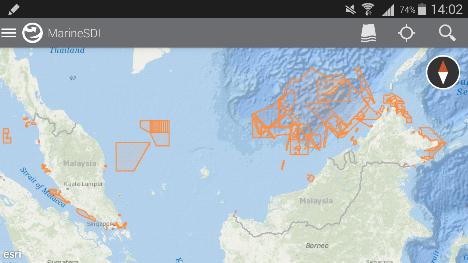 74% 14:02
MarineSDI
Thailand
Malaysia
Kuala Lumpur
Strait of Malacca
Singapore
Malaysia
Borneo
esri